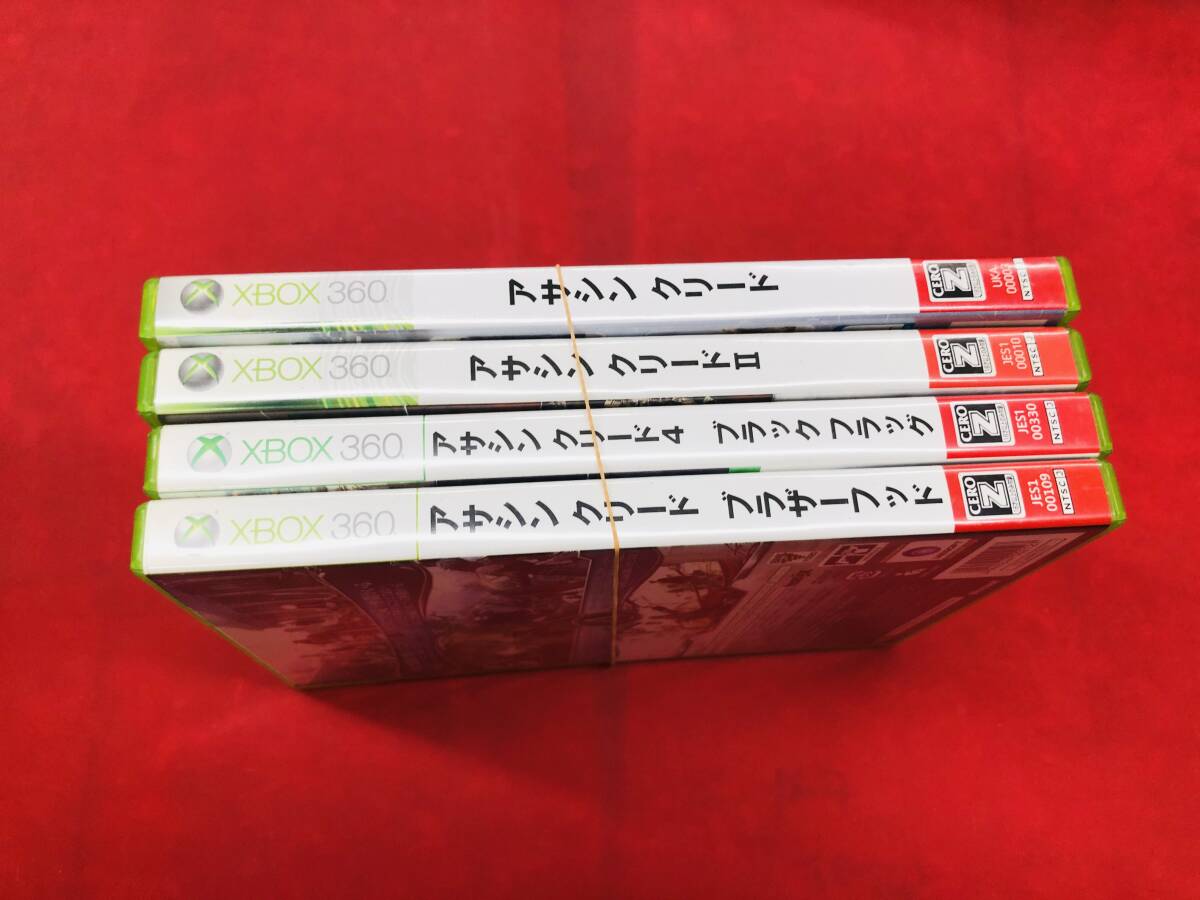 XBOX 360 アサシン クリード CERO Z UKA 00002 NTSC J
XBOX 360 アサシン クリードII CERO Z JES1 00010 NTSC J
XBOX 360 アサシン クリード4 ブラック フラッグ CERO Z JES1 00330 NTSC J
XBOX 360 アサシン クリード ブラザーフッド CERO Z JES1 00109 NTSC J